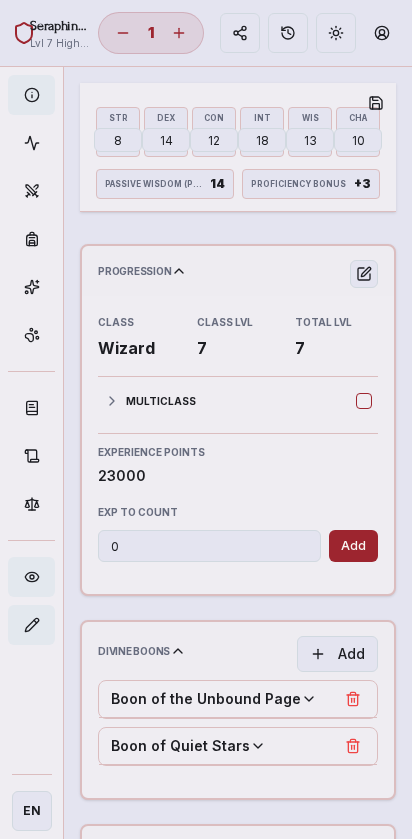 Seraphin...
Lvl 7 High...
1
STR DEX CON INT WIS CHA
8 14 12 18 13 10
PASSIVE WISDOM (P... 14 PROFICIENCY BONUS +3
PROGRESSION
CLASS CLASS LVL TOTAL LVL
Wizard 7 7
MULTICLASS
EXPERIENCE POINTS
23000
EXP TO COUNT
0 Add
DIVINE BOONS Add
Boon of the Unbound Page
Boon of Quiet Stars
EN